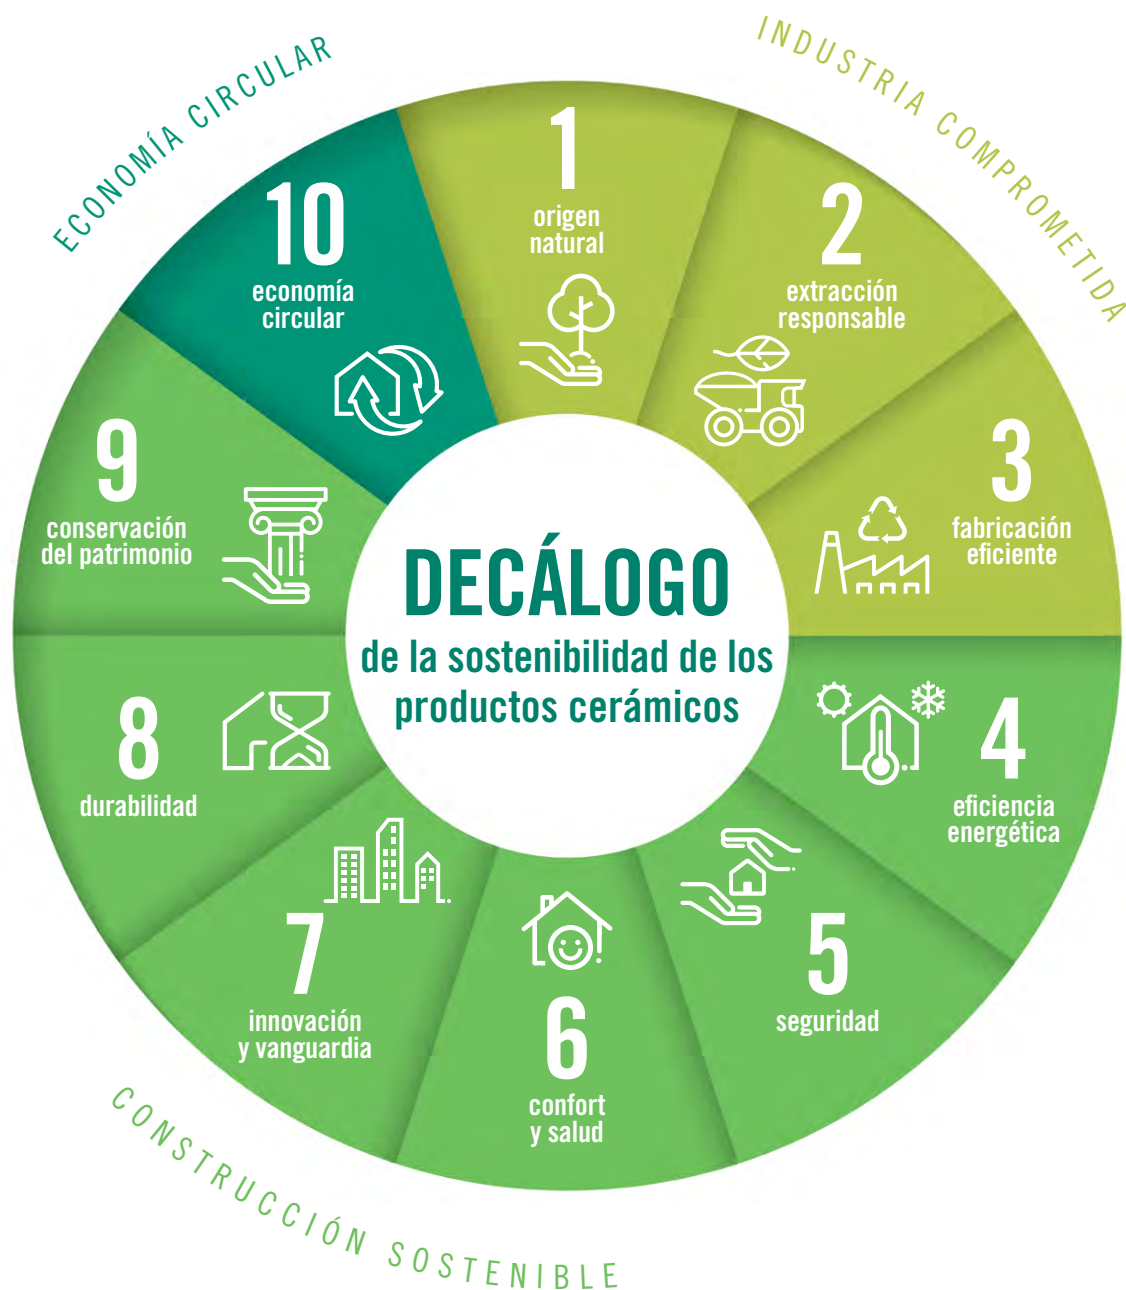 ECONOMÍA CIRCULAR
INDUSTRIA COMPROMETIDA
1
origen
natural
2
extracción
responsable
3
fabricación
eficiente
4
eficiencia
energética
5
seguridad
6
confort
y salud
7
innovación
y vanguardia
8
durabilidad
9
conservación
del patrimonio
10
economía
circular
DECÁLOGO
de la sostenibilidad de los
productos cerámicos
CONSTRUCCIÓN SOSTENIBLE